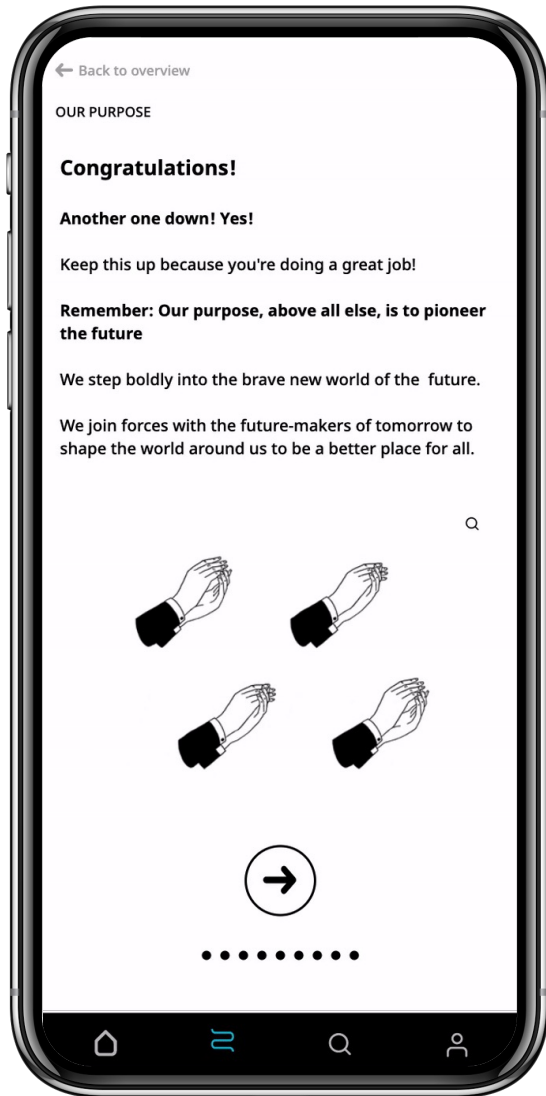 Back to overview
OUR PURPOSE
Congratulations!
Another one down! Yes!
Keep this up because you're doing a great job!
Remember: Our purpose, above all else, is to pioneer
the future
We step boldly into the brave new world of the  future.
We join forces with the future-makers of tomorrow to
shape the world around us to be a better place for all.